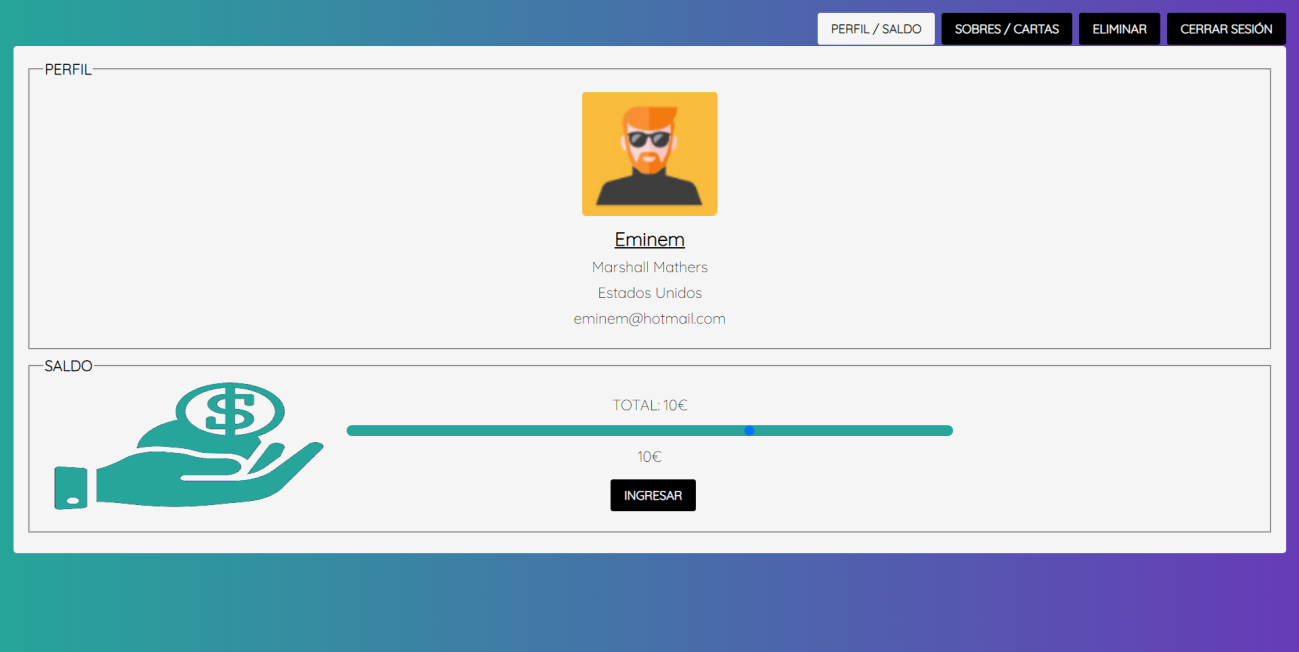 PERFIL / SALDO
SOBRES / CARTAS
ELIMINAR
CERRAR SESIÓN
PERFIL
Eminem
Marshall Mathers
Estados Unidos
eminem@hotmail.com
SALDO
$
TOTAL: 10€
10€
INGRESAR